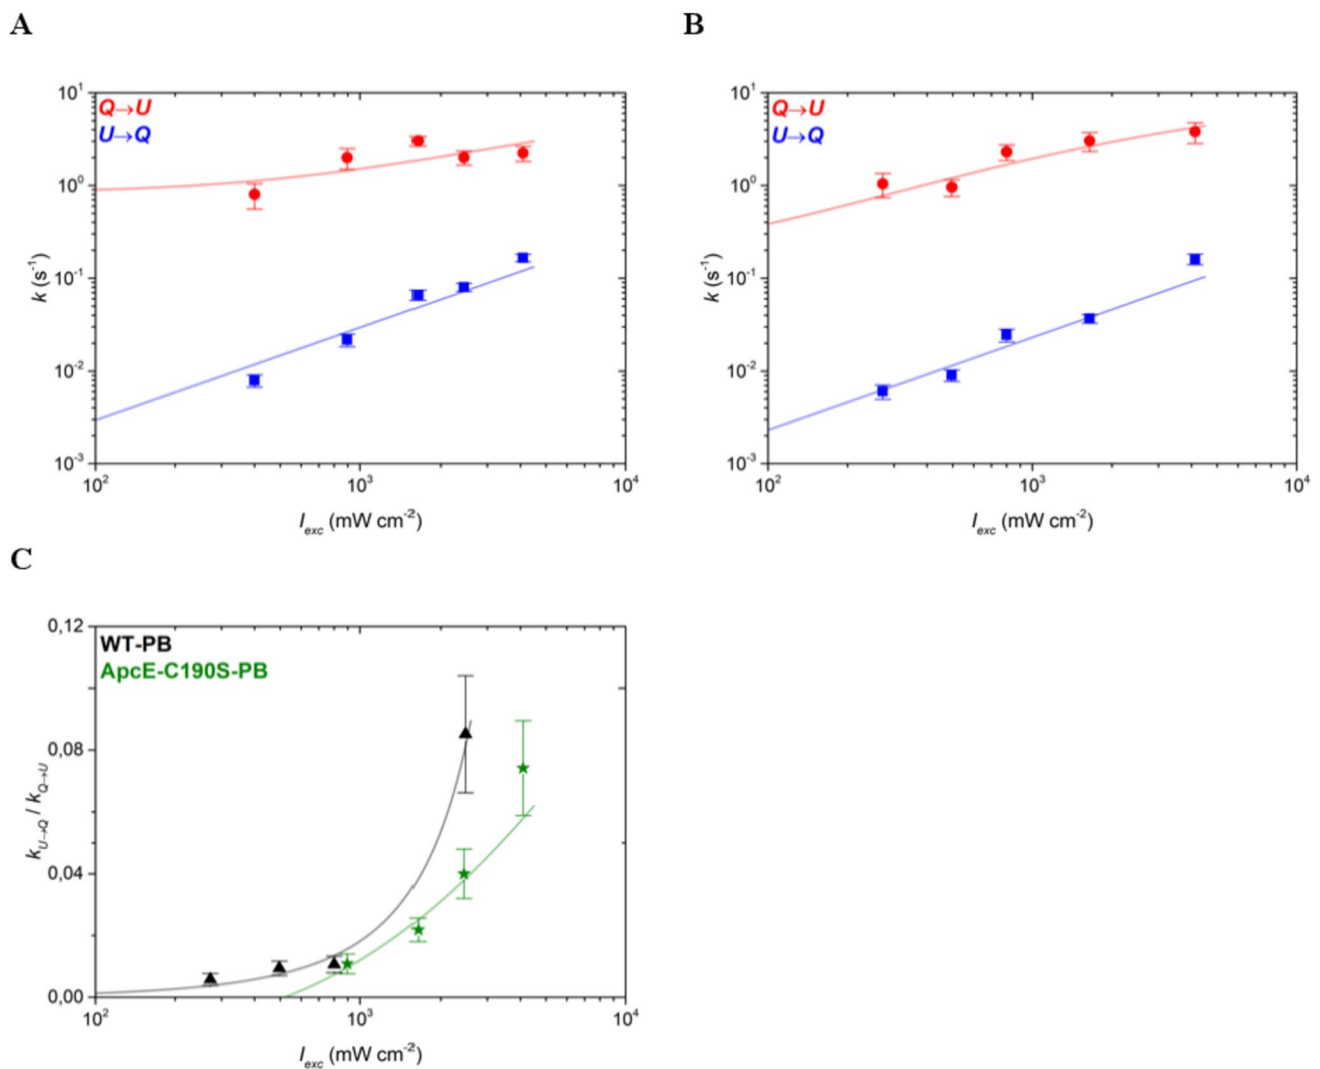 A
B
Q→U
U→Q
10¹
10⁰
10⁻¹
10⁻²
10⁻³
k (s⁻¹)
10² 10³ 10⁴
I_exc (mW cm⁻²)
Q→U
U→Q
10¹
10⁰
10⁻¹
10⁻²
10⁻³
k (s⁻¹)
10² 10³ 10⁴
I_exc (mW cm⁻²)
C
WT-PB
ApcE-C190S-PB
0,12
0,08
0,04
0,00
k_U→Q / k_Q→U
10² 10³ 10⁴
I_exc (mW cm⁻²)